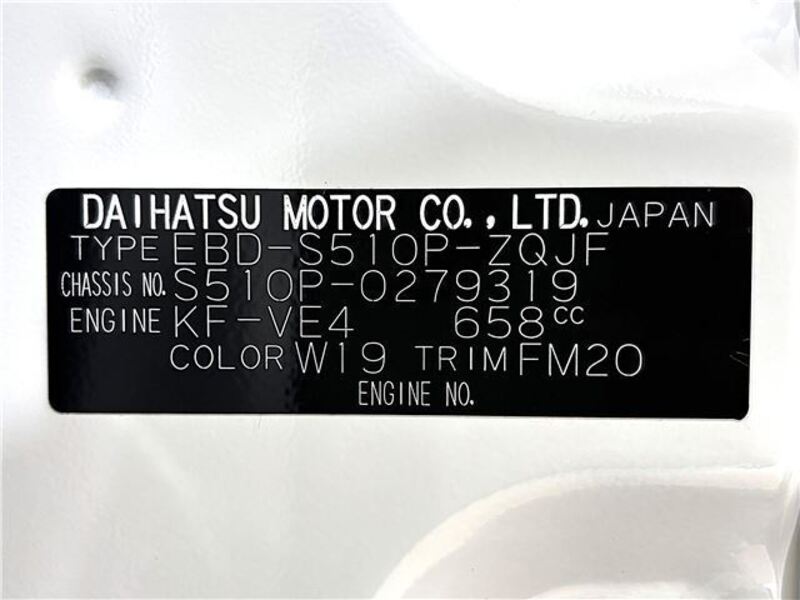 DAIHATSU MOTOR CO.,LTD. JAPAN
TYPE EBD-S510P-ZQJF
CHASSIS NO. S510P-0279319
ENGINE KF-VE4 658cc
COLOR W19 TRIM FM20
ENGINE NO.